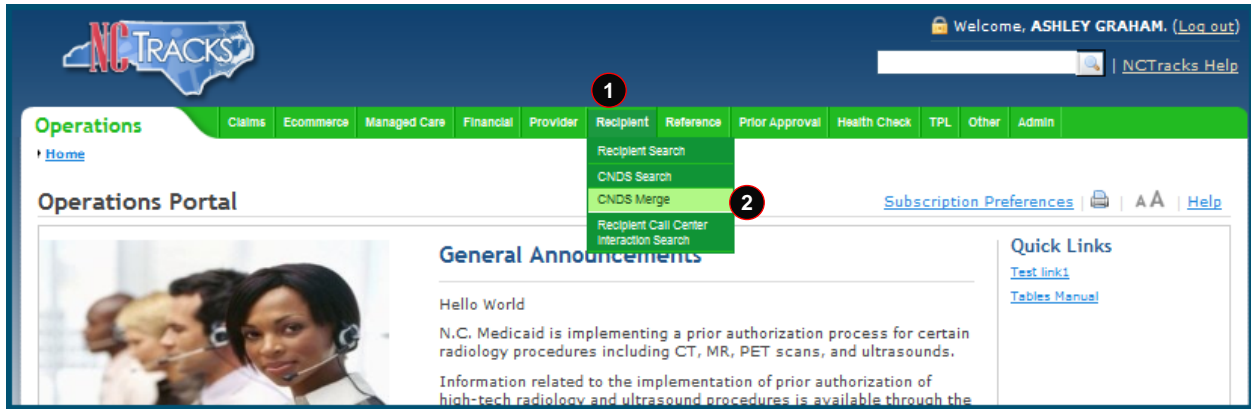 NCTRACKS
Welcome, ASHLEY GRAHAM. (Log out)
| NCTracks Help
1
Operations
Claims Ecommerce Managed Care Financial Provider Recipient Reference Prior Approval Health Check TPL Other Admin
Home
Recipient Search
CNDS Search
CNDS Merge
2
Recipient Call Center
Interaction Search
Operations Portal
Subscription Preferences | | A A | Help
General Announcements
Quick Links
Test link1
Tables Manual
Hello World
N.C. Medicaid is implementing a prior authorization process for certain
radiology procedures including CT, MR, PET scans, and ultrasounds.
Information related to the implementation of prior authorization of
high-tech radiology and ultrasound procedures is available through the